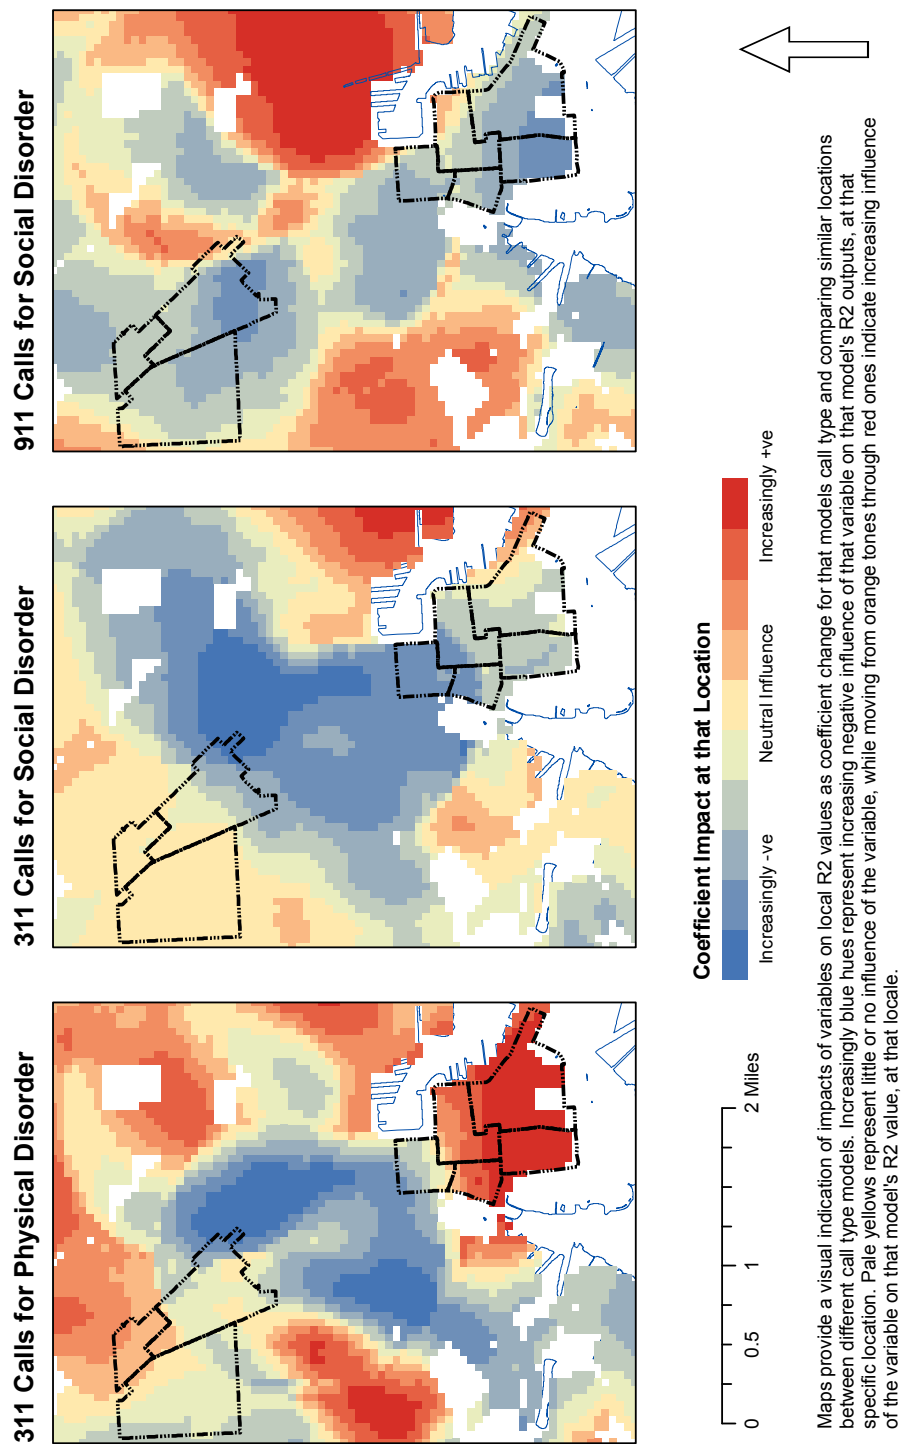 311 Calls for Physical Disorder
311 Calls for Social Disorder
911 Calls for Social Disorder
0
0.5
1
2 Miles
Coefficient Impact at that Location
Increasingly -ve
Neutral Influence
Increasingly +ve
Maps provide a visual indication of impacts of variables on local R2 values as coefficient change for that models call type and comparing similar locations
between different call type models. Increasingly blue hues represent increasing negative influence of that variable on that model's R2 outputs, at that
specific location. Pale yellows represent little or no influence of the variable, while moving from orange tones through red ones indicate increasing influence
of the variable on that model's R2 value, at that locale.